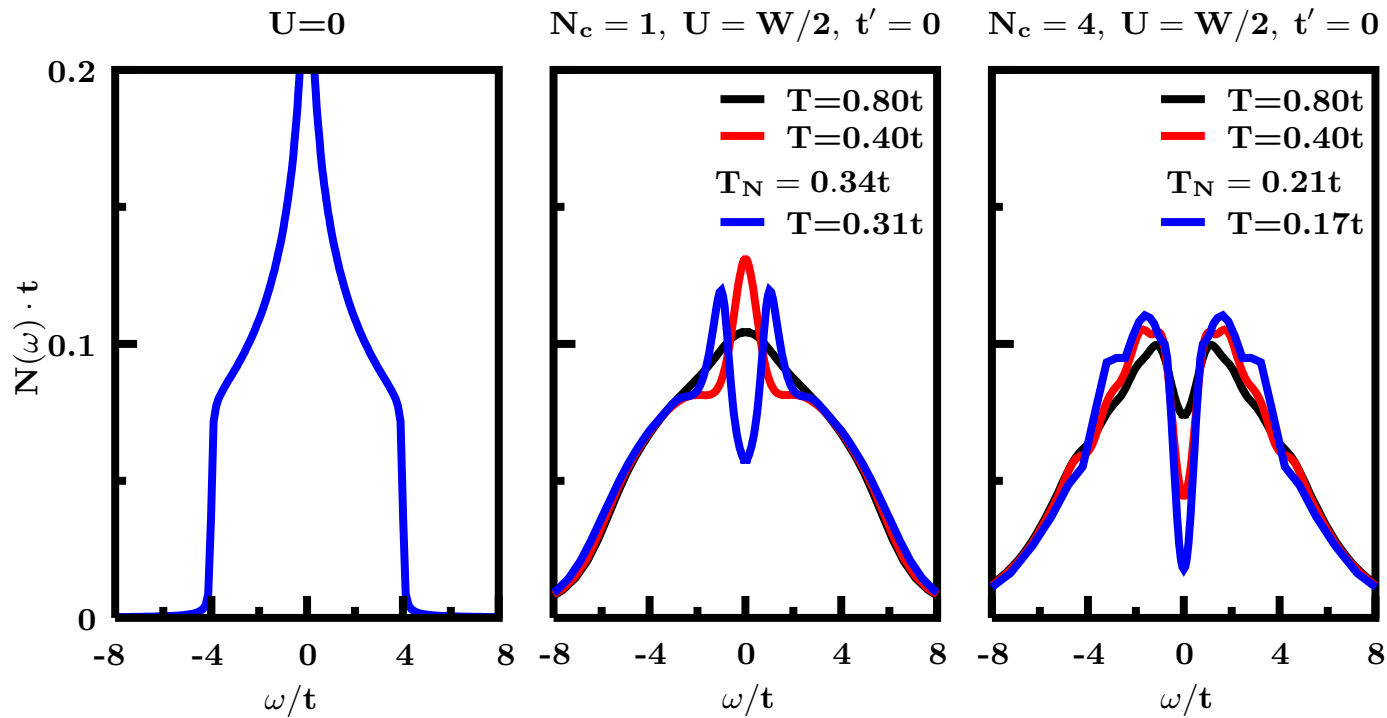 U=0
N_c = 1, U = W/2, t′ = 0
N_c = 4, U = W/2, t′ = 0
N(ω) · t
0.2
0.1
0
-8 -4 0 4 8
ω/t
T=0.80t
T=0.40t
T_N = 0.34t
T=0.31t
-8 -4 0 4 8
ω/t
T=0.80t
T=0.40t
T_N = 0.21t
T=0.17t
-8 -4 0 4 8
ω/t